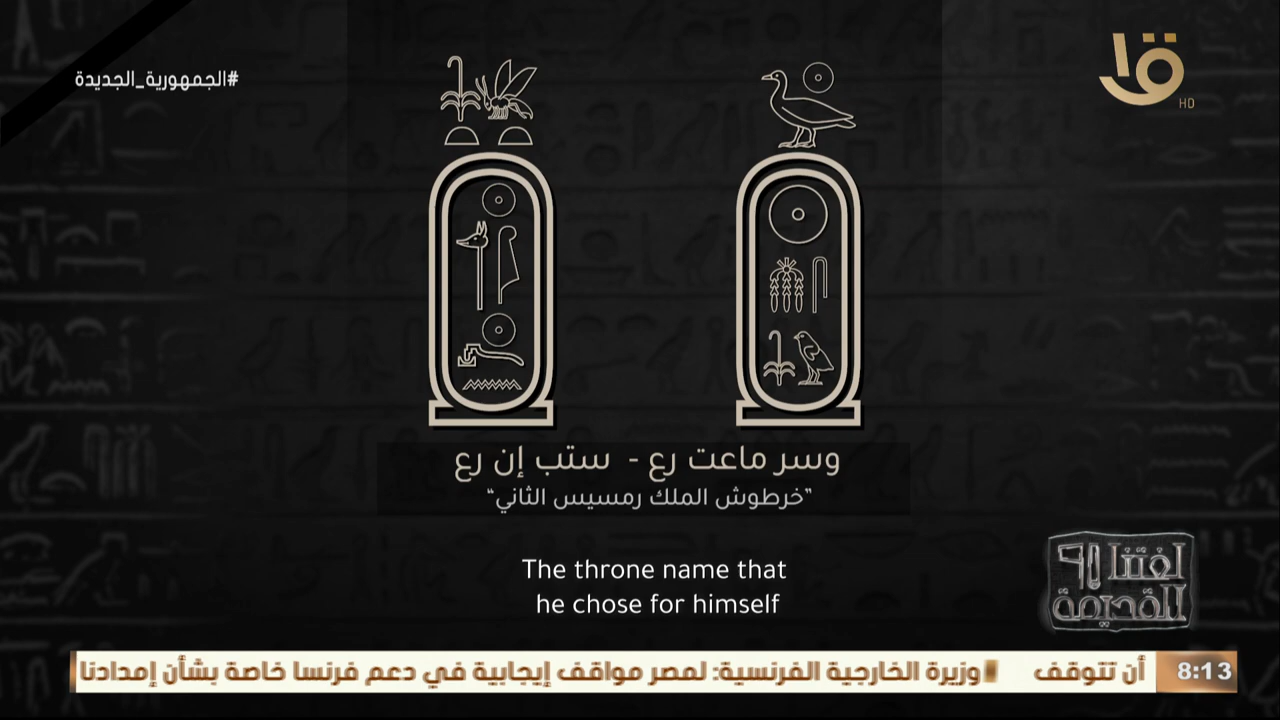 #الجمهورية_الجديدة
HD
وسر ماعت رع - ستب إن رع
"خرطوش الملك رمسيس الثاني"
The throne name that
he chose for himself
لغتنا
القديمة
8:13
أن تتوقف وزيرة الخارجية الفرنسية: لمصر مواقف إيجابية في دعم فرنسا خاصة بشأن إمدادنا